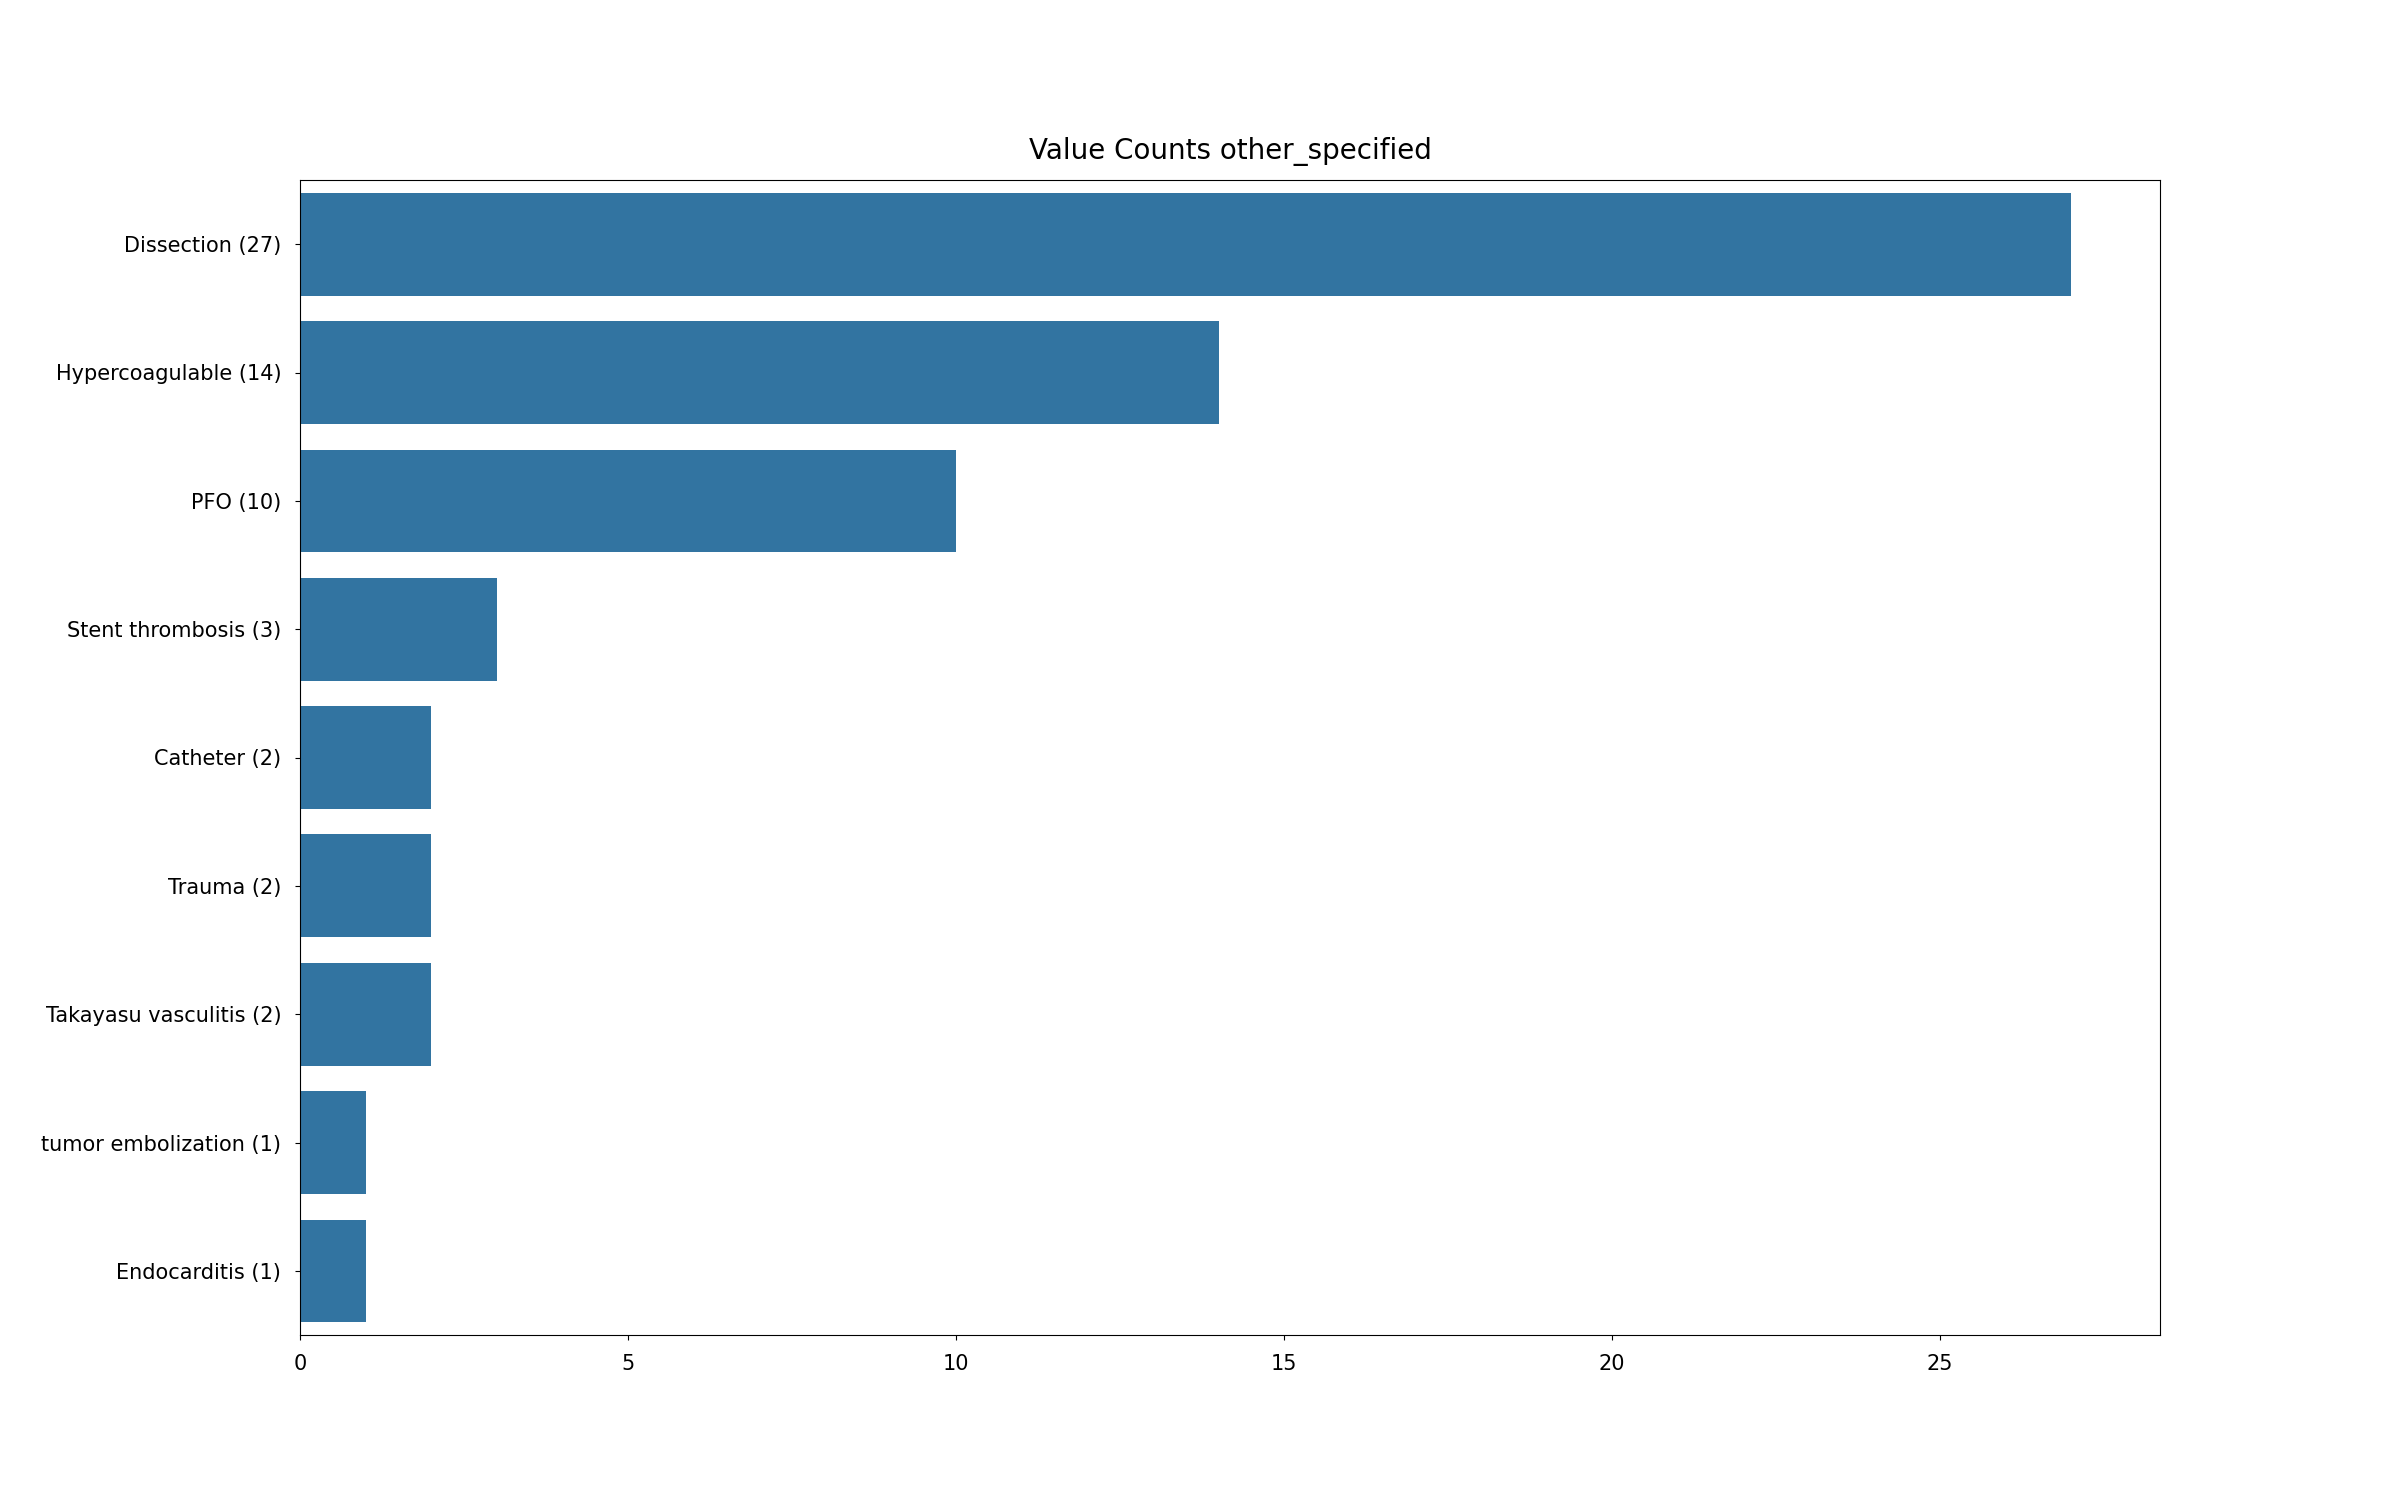 Value Counts other_specified
Dissection (27)
Hypercoagulable (14)
PFO (10)
Stent thrombosis (3)
Catheter (2)
Trauma (2)
Takayasu vasculitis (2)
tumor embolization (1)
Endocarditis (1)
0 5 10 15 20 25